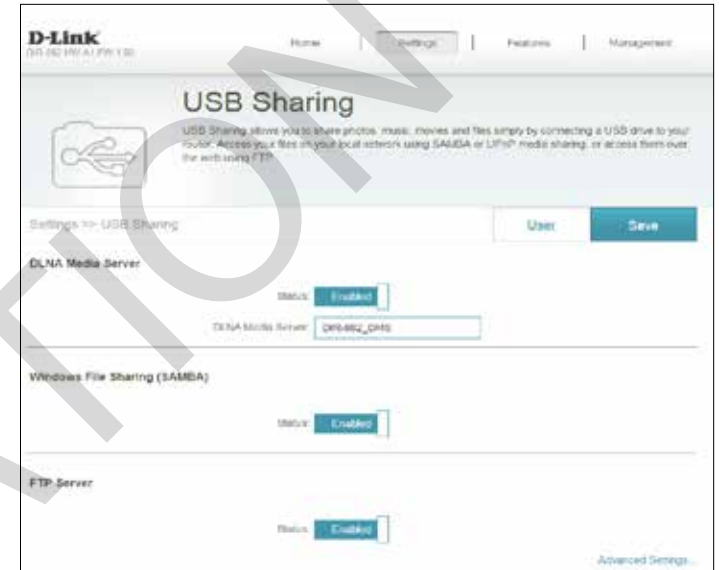 D-Link
Home | Settings | Features | Management
USB Sharing
USB Sharing allows you to share photos, music, movies and files simply by connecting a USB drive to your
router. Access your files on your local network using SAMBA or UPnP media sharing, or access them over
the web using FTP.
Settings >> USB Sharing
User
Save
DLNA Media Server
Status: Enabled
DLNA Media Server:
Windows File Sharing (SAMBA)
Status: Enabled
FTP Server
Status: Enabled
Advanced Settings...